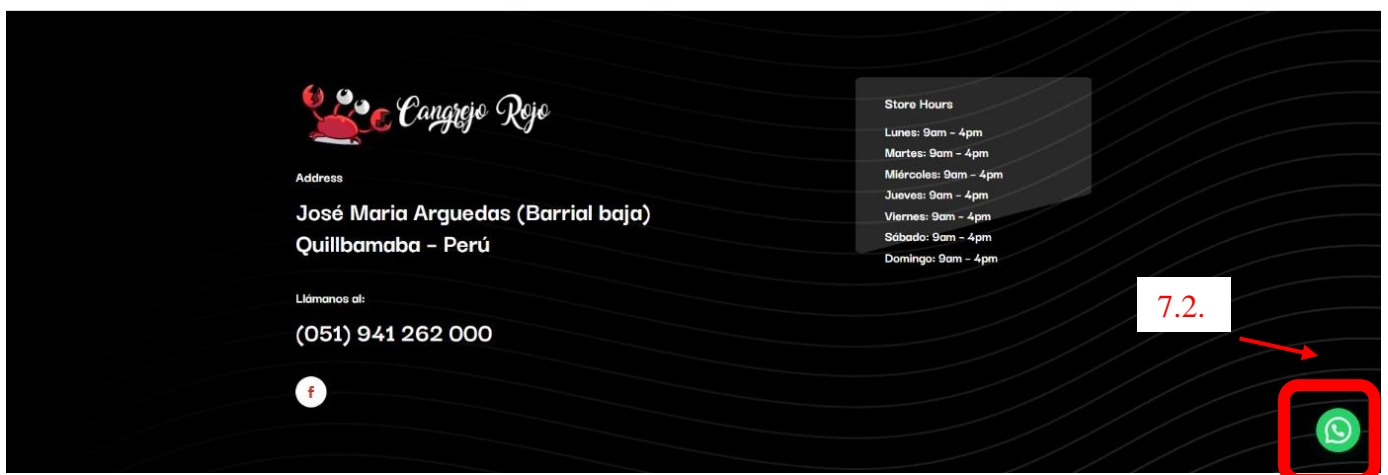 Cangrejo Rojo
Address
José Maria Arguedas (Barrial baja)
Quillbamaba – Perú
Llámanos al:
(051) 941 262 000
f
Store Hours
Lunes: 9am – 4pm
Martes: 9am – 4pm
Miércoles: 9am – 4pm
Jueves: 9am – 4pm
Viernes: 9am – 4pm
Sábado: 9am – 4pm
Domingo: 9am – 4pm
7.2.